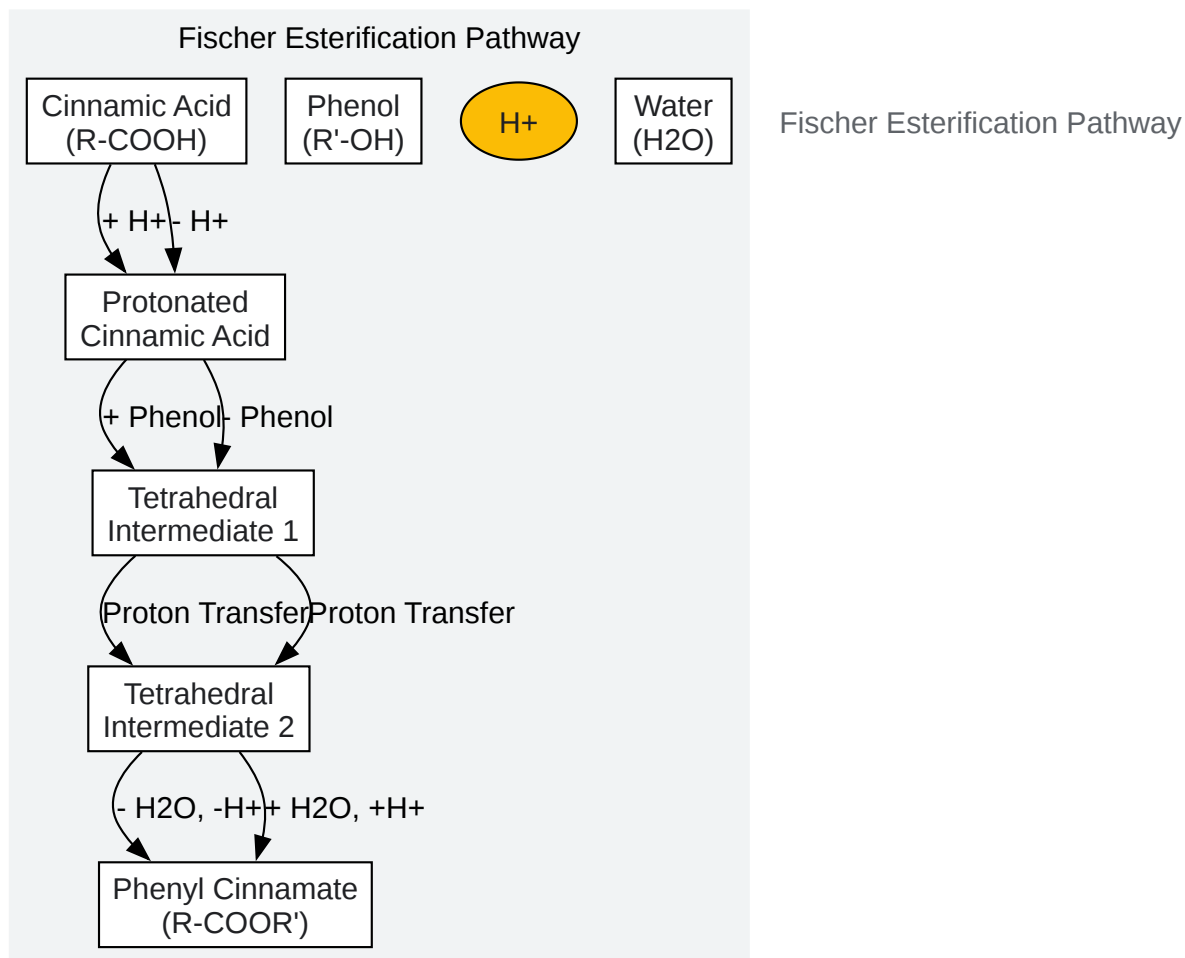 Fischer Esterification Pathway
Cinnamic Acid
(R-COOH)
Phenol
(R'-OH)
H+
Water
(H2O)
Fischer Esterification Pathway
+ H+
- H+
Protonated
Cinnamic Acid
+ Phenol
- Phenol
Tetrahedral
Intermediate 1
Proton Transfer
Proton Transfer
Tetrahedral
Intermediate 2
- H2O, -H+
+ H2O, +H+
Phenyl Cinnamate
(R-COOR')